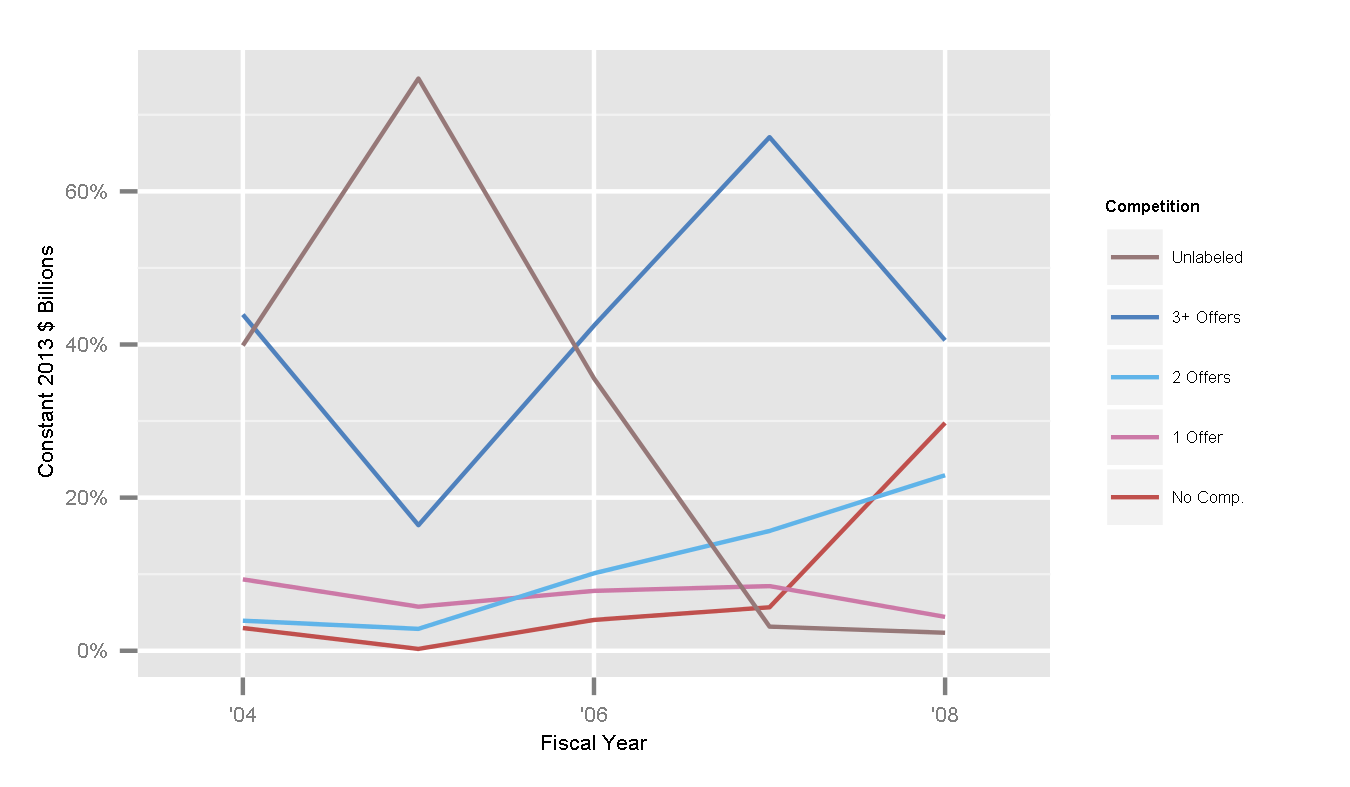 Constant 2013 $ Billions
60%
40%
20%
0%
'04
'06
'08
Fiscal Year
Competition
Unlabeled
3+ Offers
2 Offers
1 Offer
No Comp.